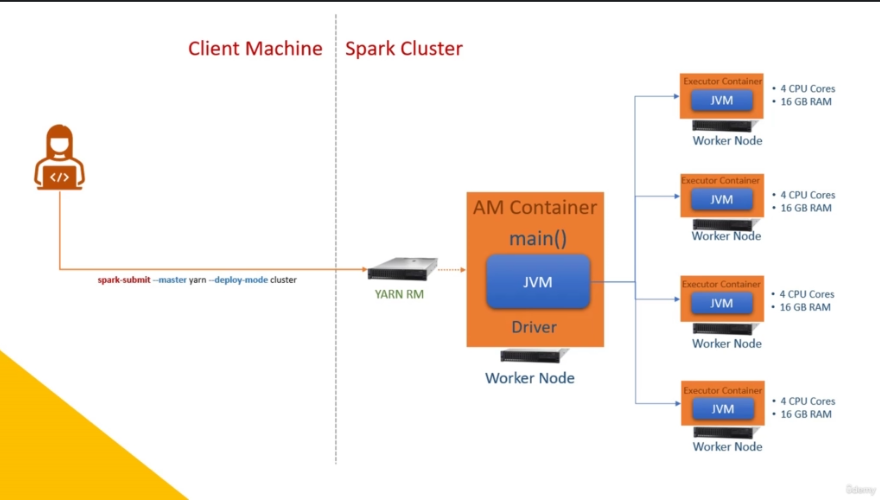 Client Machine
Spark Cluster
</>
spark-submit --master yarn --deploy-mode cluster
YARN RM
AM Container
main()
JVM
Driver
Worker Node
Executor Container
JVM
• 4 CPU Cores
• 16 GB RAM
Worker Node
Executor Container
JVM
• 4 CPU Cores
• 16 GB RAM
Worker Node
Executor Container
JVM
• 4 CPU Cores
• 16 GB RAM
Worker Node
Executor Container
JVM
• 4 CPU Cores
• 16 GB RAM
Worker Node
ûdemy